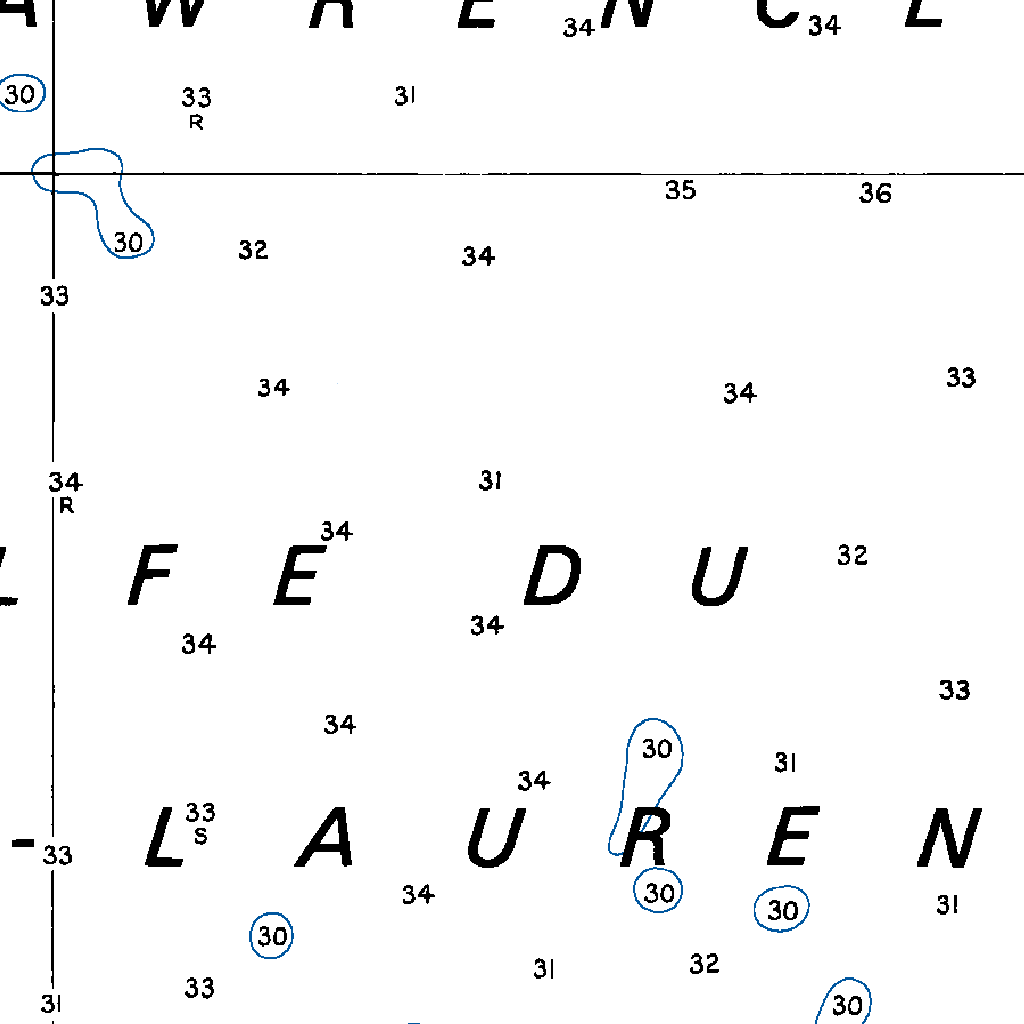 A W R E N C E
34 34
30 33 31
R
35 36
30 32 34
33
34 34 33
34 31
R
34
L F E D U 32
34 34
33
34 30 31
34
33
S
- L A U R E N
33
34 30 30 31
30
33 31 32
31 30